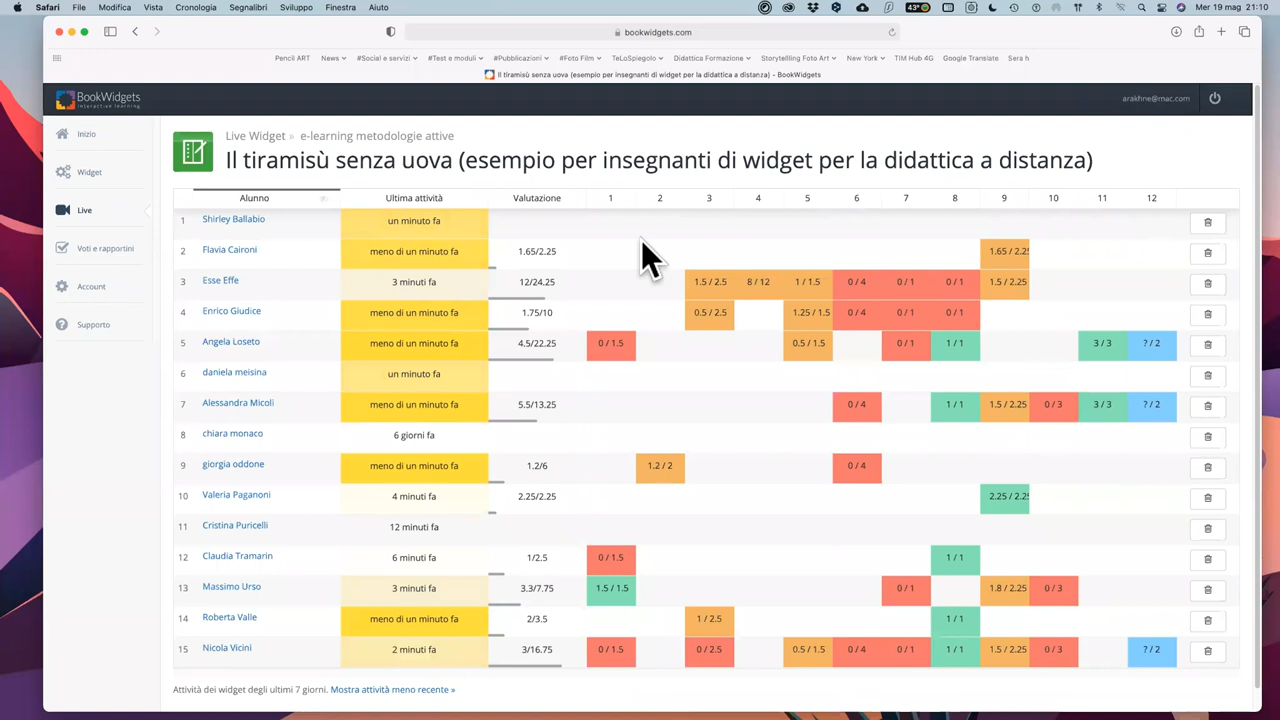 Safari File Modifica Vista Cronologia Segnalibri Sviluppo Finestra Aiuto 43° Mer 19 mag 21:10
bookwidgets.com
Pencil ART News #Social e servizi #Test e moduli #Pubblicazioni #Foto Film TeLoSpiegolo Didattica Formazione Storytelling Foto Art New York TIM Hub 4G Google Translate Sara h
Il tiramisù senza uova (esempio per insegnanti di widget per la didattica a distanza) - BookWidgets
BookWidgets
interactive learning
arakhne@mac.com
Inizio
Widget
Live
Voti e rapportini
Account
Supporto
Live Widget » e-learning metodologie attive
Il tiramisù senza uova (esempio per insegnanti di widget per la didattica a distanza)
Alunno Ultima attività Valutazione 1 2 3 4 5 6 7 8 9 10 11 12
1 Shirley Ballabio un minuto fa
2 Flavia Caironi meno di un minuto fa 1.65/2.25 1.65 / 2.25
3 Esse Effe 3 minuti fa 12/24.25 1.5 / 2.5 8 / 12 1 / 1.5 0 / 4 0 / 1 0 / 1 1.5 / 2.25
4 Enrico Giudice meno di un minuto fa 1.75/10 0.5 / 2.5 1.25 / 1.5 0 / 4 0 / 1 0 / 1
5 Angela Loseto meno di un minuto fa 4.5/22.25 0 / 1.5 0.5 / 1.5 0 / 1 1 / 1 3 / 3 ? / 2
6 daniela meisina un minuto fa
7 Alessandra Micoli meno di un minuto fa 5.5/13.25 0 / 4 1 / 1 1.5 / 2.25 0 / 3 3 / 3 ? / 2
8 chiara monaco 6 giorni fa
9 giorgia oddone meno di un minuto fa 1.2/6 1.2 / 2 0 / 4
10 Valeria Paganoni 4 minuti fa 2.25/2.25 2.25 / 2.25
11 Cristina Puricelli 12 minuti fa
12 Claudia Tramarin 6 minuti fa 1/2.5 0 / 1.5 1 / 1
13 Massimo Urso 3 minuti fa 3.3/7.75 1.5 / 1.5 0 / 1 1.8 / 2.25 0 / 3
14 Roberta Valle meno di un minuto fa 2/3.5 1 / 2.5 1 / 1
15 Nicola Vicini 2 minuti fa 3/16.75 0 / 1.5 0 / 2.5 0.5 / 1.5 0 / 4 0 / 1 1 / 1 1.5 / 2.25 0 / 3 ? / 2
Attività dei widget degli ultimi 7 giorni. Mostra attività meno recente »